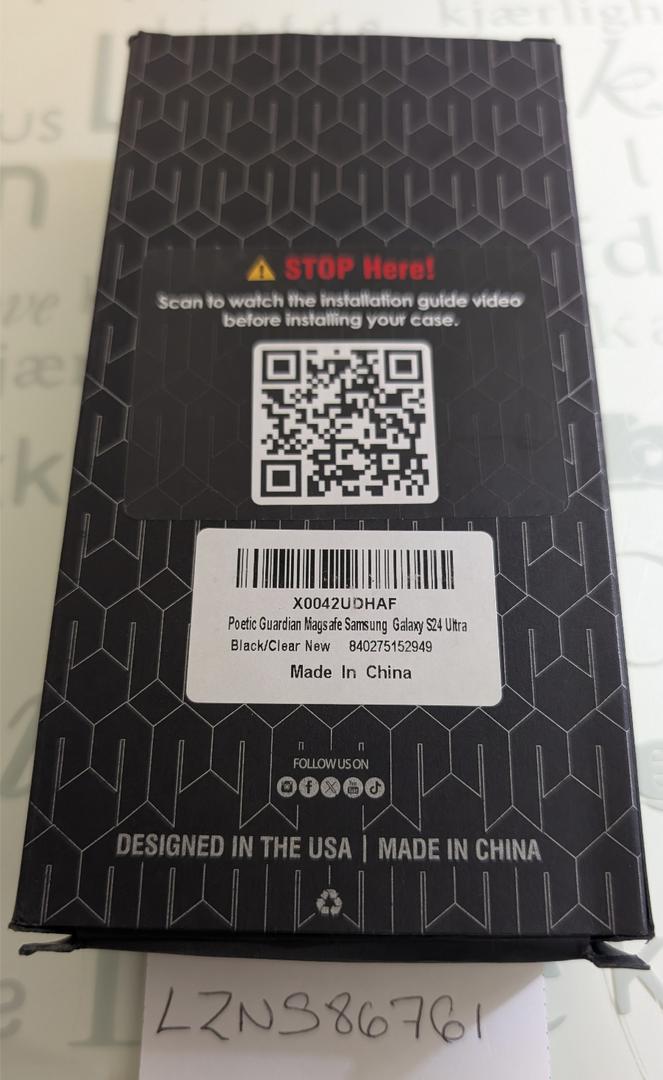 kjærligh
STOP Here!
Scan to watch the installation guide video
before installing your case.
X0042UDHAF
Poetic Guardian Magsafe Samsung Galaxy S24 Ultra
Black/Clear New 840275152949
Made In China
FOLLOW US ON
DESIGNED IN THE USA | MADE IN CHINA
LZNS86761